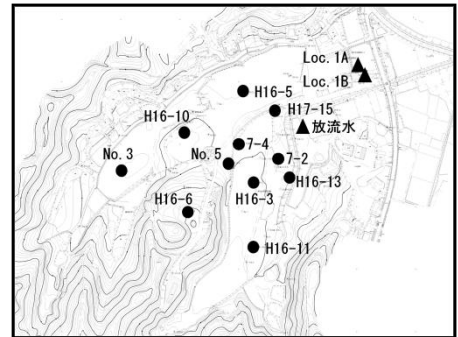 Loc. 1A
Loc. 1B
H16-5
H17-15
放流水
H16-10
7-4
No. 3
No. 5
7-2
H16-13
H16-3
H16-6
H16-11